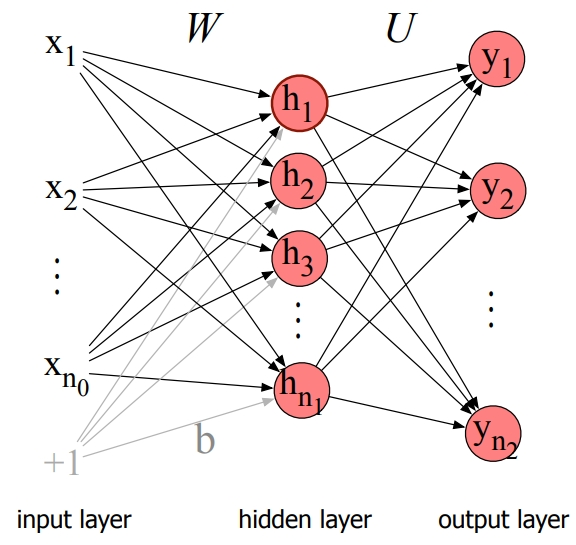 W U
x1 h1 y1
x2 h2 y2
⋮ h3
⋮ ⋮
xn0 hn1 yn2
+1 b
input layer hidden layer output layer